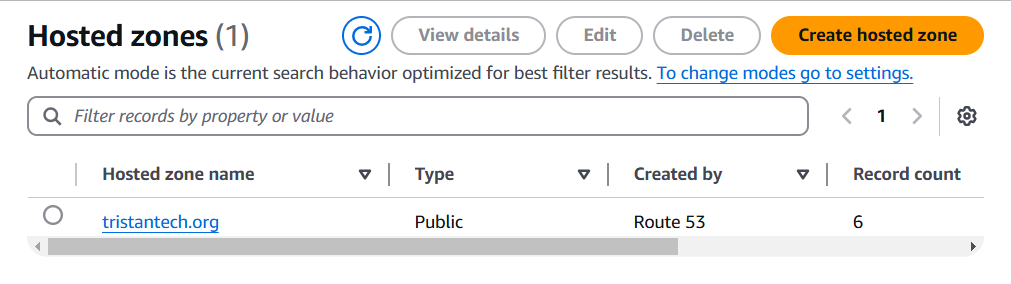 Hosted zones (1) View details Edit Delete Create hosted zone
Automatic mode is the current search behavior optimized for best filter results. To change modes go to settings.
Filter records by property or value 1
Hosted zone name Type Created by Record count
tristantech.org Public Route 53 6